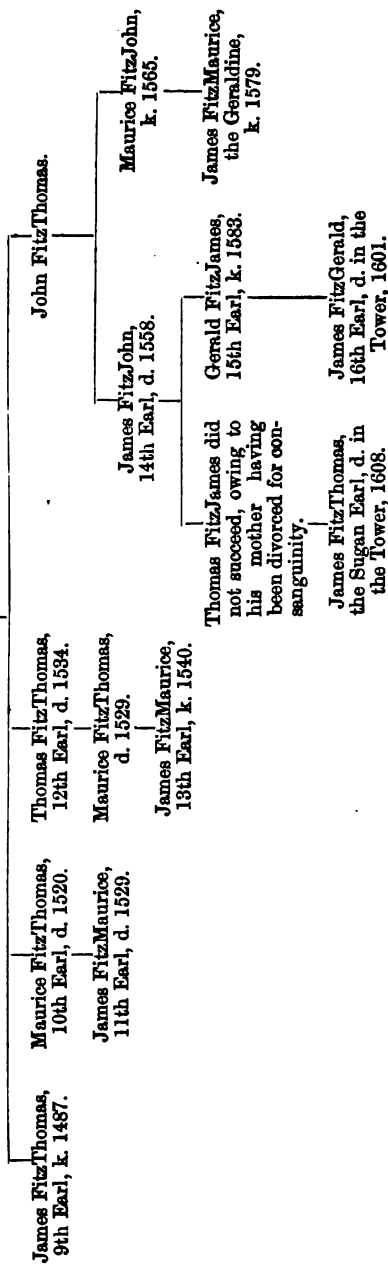 James FitzThomas,
9th Earl, k. 1487.
Maurice FitzThomas,
10th Earl, d. 1520.
James FitzMaurice,
11th Earl, d. 1529.
Thomas FitzThomas,
12th Earl, d. 1534.
Maurice FitzThomas,
d. 1529.
James FitzMaurice,
13th Earl, k. 1540.
John FitzThomas.
James FitzJohn,
14th Earl, d. 1558.
Thomas FitzJames did
not succeed, owing to
his mother having
been divorced for con-
sanguinity.
James FitzThomas,
the Sugan Earl, d. in
the Tower, 1608.
Gerald FitzJames,
15th Earl, k. 1583.
James FitzGerald,
16th Earl, d. in the
Tower, 1601.
Maurice FitzJohn,
k. 1565.
James FitzMaurice,
the Geraldine,
k. 1579.